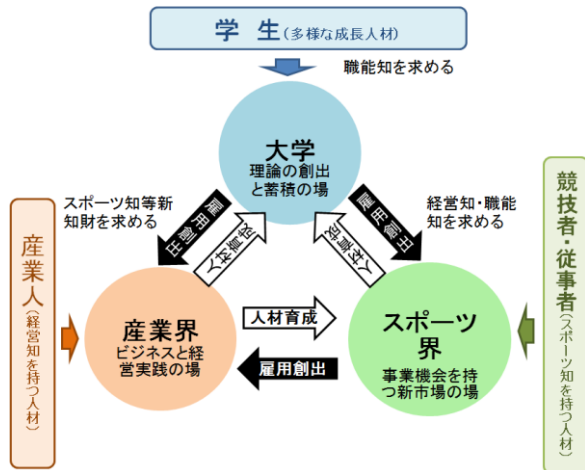 学 生(多様な成長人材)
職能知を求める
大学
理論の創出
と蓄積の場
スポーツ知等新
知財を求める
経営知・職能
知を求める
雇用創出
人材育成
雇用創出
人材育成
産業人(経営知を持つ人材)
競技者・従事者(スポーツ知を持つ人材)
産業界
ビジネスと経
営実践の場
人材育成
雇用創出
スポーツ
界
事業機会を持
つ新市場の場